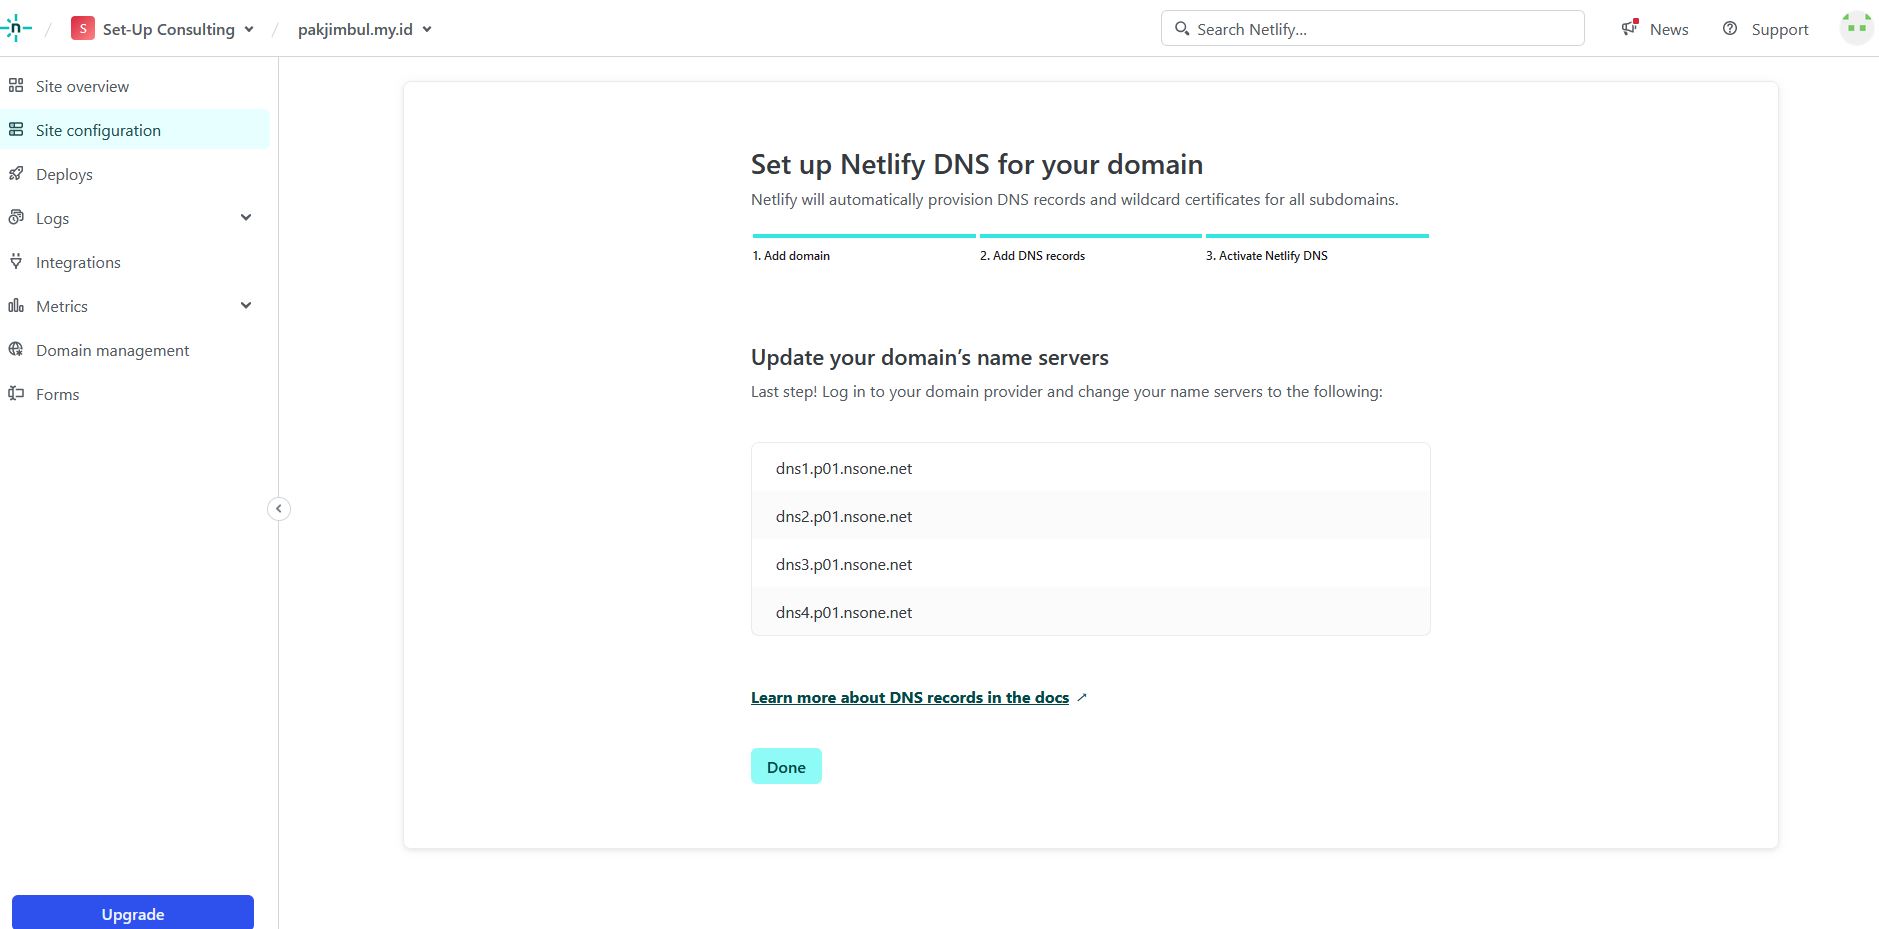 n / S Set-Up Consulting / pakjimbul.my.id
Search Netlify...
News
Support
Site overview
Site configuration
Deploys
Logs
Integrations
Metrics
Domain management
Forms
Upgrade
Set up Netlify DNS for your domain
Netlify will automatically provision DNS records and wildcard certificates for all subdomains.
1. Add domain
2. Add DNS records
3. Activate Netlify DNS
Update your domain’s name servers
Last step! Log in to your domain provider and change your name servers to the following:
dns1.p01.nsone.net
dns2.p01.nsone.net
dns3.p01.nsone.net
dns4.p01.nsone.net
Learn more about DNS records in the docs
Done